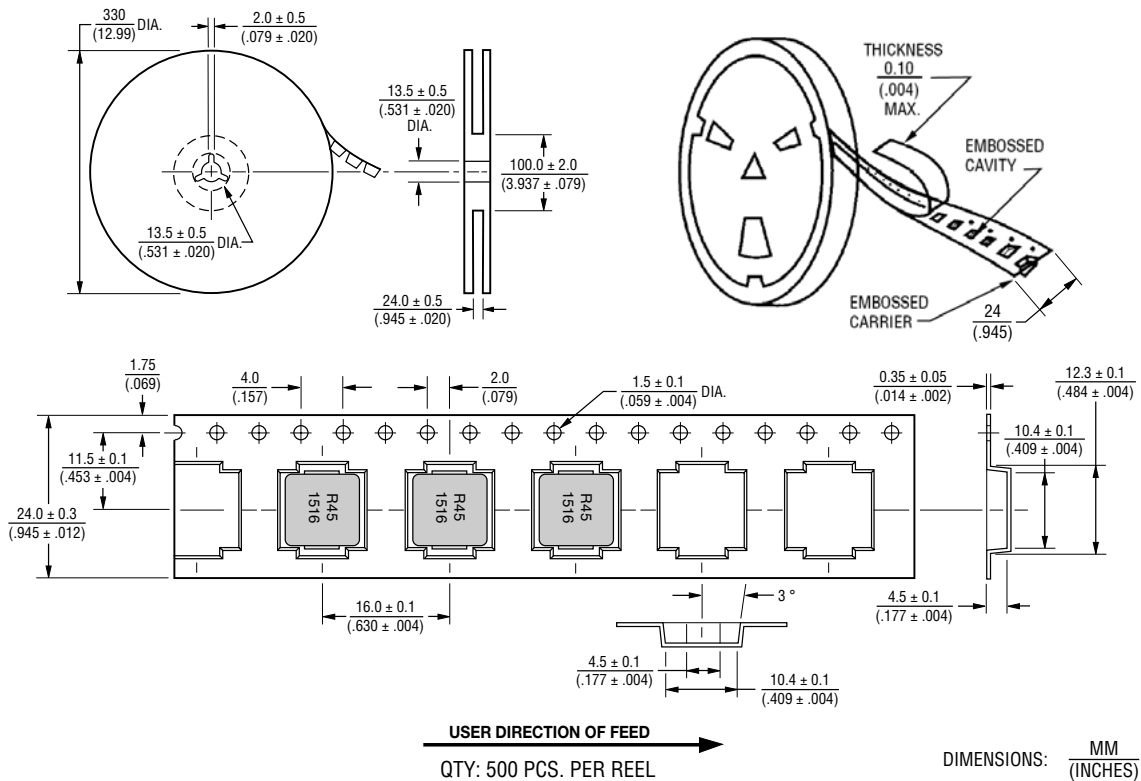 330
(12.99) DIA.
2.0 ± 0.5
(.079 ± .020)
13.5 ± 0.5
(.531 ± .020)
DIA.
100.0 ± 2.0
(3.937 ± .079)
13.5 ± 0.5
(.531 ± .020) DIA.
24.0 ± 0.5
(.945 ± .020)
THICKNESS
0.10
(.004)
MAX.
EMBOSSED
CAVITY
EMBOSSED
CARRIER
24
(.945)
1.75
(.069)
4.0
(.157)
2.0
(.079)
1.5 ± 0.1
(.059 ± .004) DIA.
0.35 ± 0.05
(.014 ± .002)
12.3 ± 0.1
(.484 ± .004)
11.5 ± 0.1
(.453 ± .004)
10.4 ± 0.1
(.409 ± .004)
24.0 ± 0.3
(.945 ± .012)
R45
1516
R45
1516
R45
1516
16.0 ± 0.1
(.630 ± .004)
3 °
4.5 ± 0.1
(.177 ± .004)
4.5 ± 0.1
(.177 ± .004)
10.4 ± 0.1
(.409 ± .004)
USER DIRECTION OF FEED
QTY: 500 PCS. PER REEL
DIMENSIONS: MM
(INCHES)